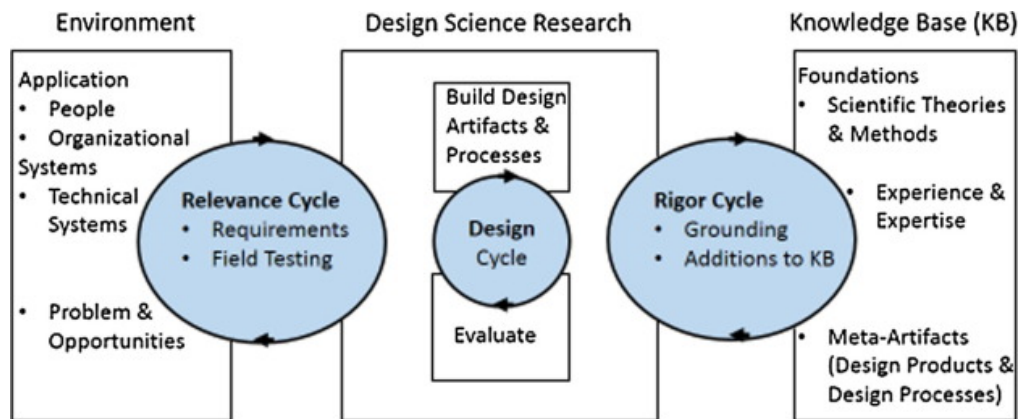 Environment
Design Science Research
Knowledge Base (KB)
Application
• People
• Organizational
Systems
• Technical
Systems
• Problem &
Opportunities
Relevance Cycle
• Requirements
• Field Testing
Build Design
Artifacts &
Processes
Design
Cycle
Evaluate
Rigor Cycle
• Grounding
• Additions to KB
Foundations
• Scientific Theories
& Methods
• Experience &
Expertise
• Meta-Artifacts
(Design Products &
Design Processes)